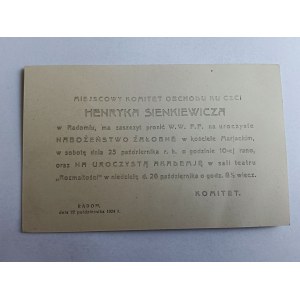 MIEJSCOWY KOMITET OBCHODU KU CZCI
HENRYKA SIENKIEWICZA
w Radomiu, ma zaszczyt prosić W.W. P.P. na uroczyste
NABOŻEŃSTWO ŻAŁOBNE w kościele Mariackim,
w sobotę dnia 25 października r. b. o godzinie 10-ej rano,
oraz NA UROCZYSTĄ AKADEMJĘ w sali teatru
„Rozmaitości" w niedzielę d. 26 października o godz. 8½ wiecz.
KOMITET.
RADOM,
dnia października